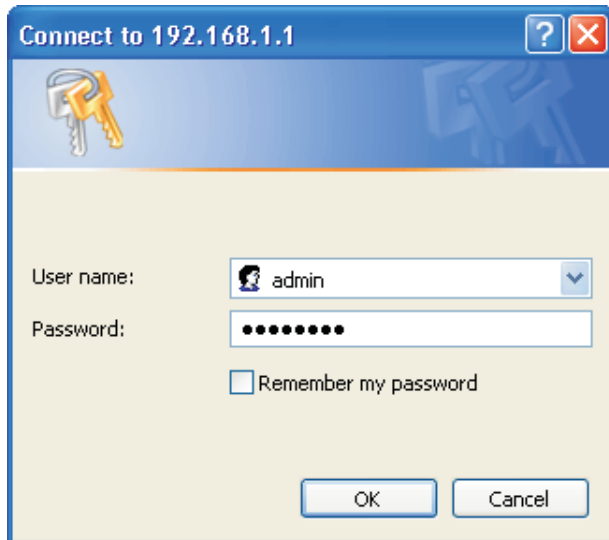 Connect to 192.168.1.1
User name:
admin
Password:
••••••••
Remember my password
OK
Cancel